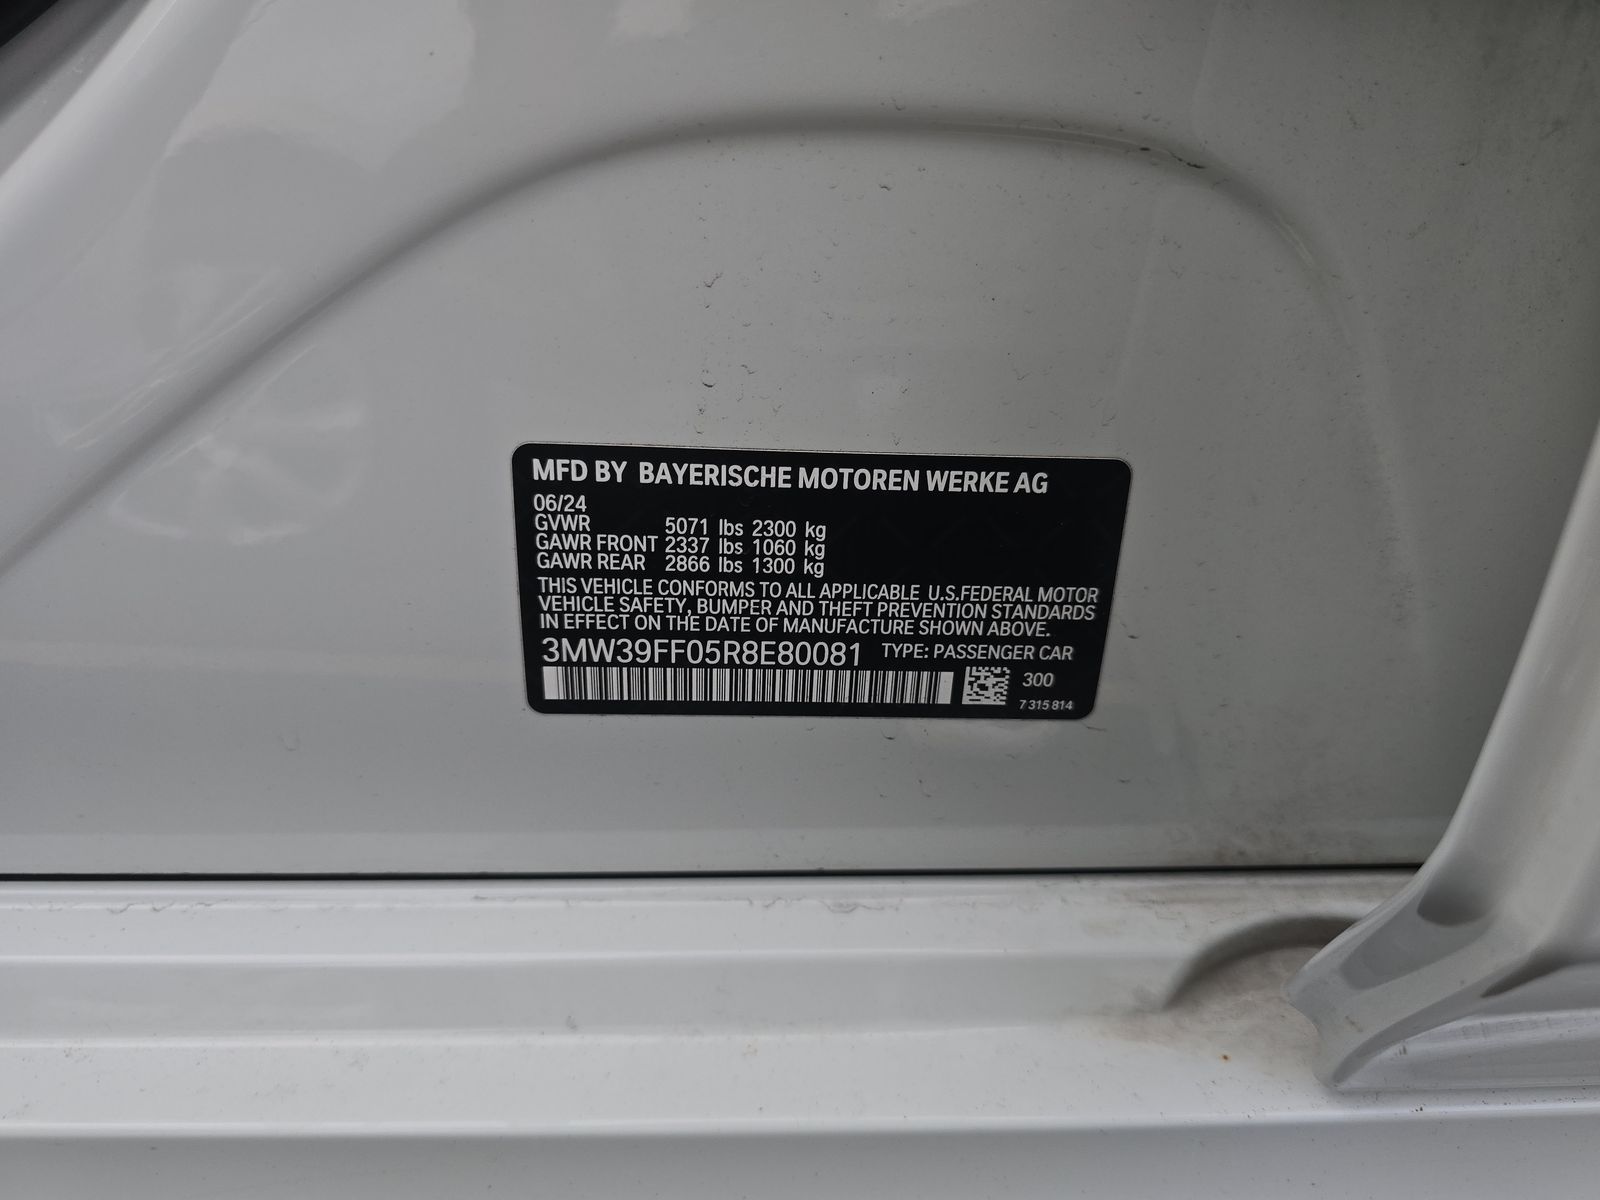 MFD BY BAYERISCHE MOTOREN WERKE AG
06/24
GVWR 5071 lbs 2300 kg
GAWR FRONT 2337 lbs 1060 kg
GAWR REAR 2866 lbs 1300 kg
THIS VEHICLE CONFORMS TO ALL APPLICABLE U.S.FEDERAL MOTOR
VEHICLE SAFETY, BUMPER AND THEFT PREVENTION STANDARDS
IN EFFECT ON THE DATE OF MANUFACTURE SHOWN ABOVE.
3MW39FF05R8E80081 TYPE: PASSENGER CAR
300
7 315 814